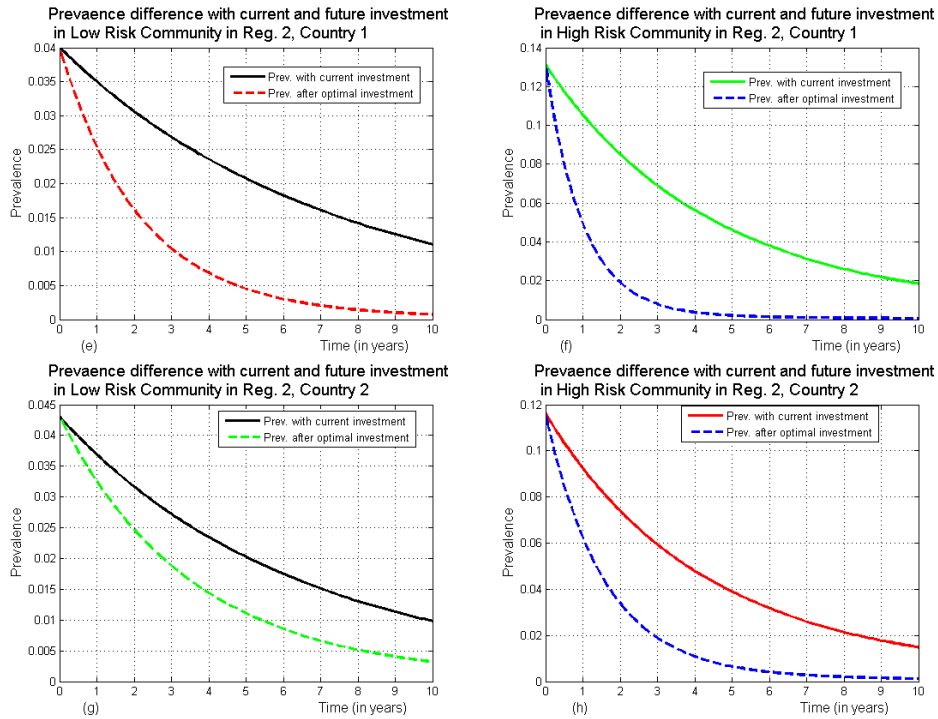 Prevaence difference with current and future investment
in Low Risk Community in Reg. 2, Country 1
0.04
0.035
0.03
0.025
0.02
0.015
0.01
0.005
0
Prevalence
Prev. with current investment
Prev. after optimal investment
0 1 2 3 4 5 6 7 8 9 10
(e) Time (in years)
Prevaence difference with current and future investment
in High Risk Community in Reg. 2, Country 1
0.14
0.12
0.1
0.08
0.06
0.04
0.02
0
Prevalence
Prev. with current investment
Prev. after optimal investment
0 1 2 3 4 5 6 7 8 9 10
(f) Time (in years)
Prevaence difference with current and future investment
in Low Risk Community in Reg. 2, Country 2
0.045
0.04
0.035
0.03
0.025
0.02
0.015
0.01
0.005
0
Prevalence
Prev. with current investment
Prev. after optimal investment
0 1 2 3 4 5 6 7 8 9 10
(g) Time (in years)
Prevaence difference with current and future investment
in High Risk Community in Reg. 2, Country 2
0.12
0.1
0.08
0.06
0.04
0.02
0
Prevalence
Prev. with current investment
Prev. after optimal investment
0 1 2 3 4 5 6 7 8 9 10
(h) Time (in years)